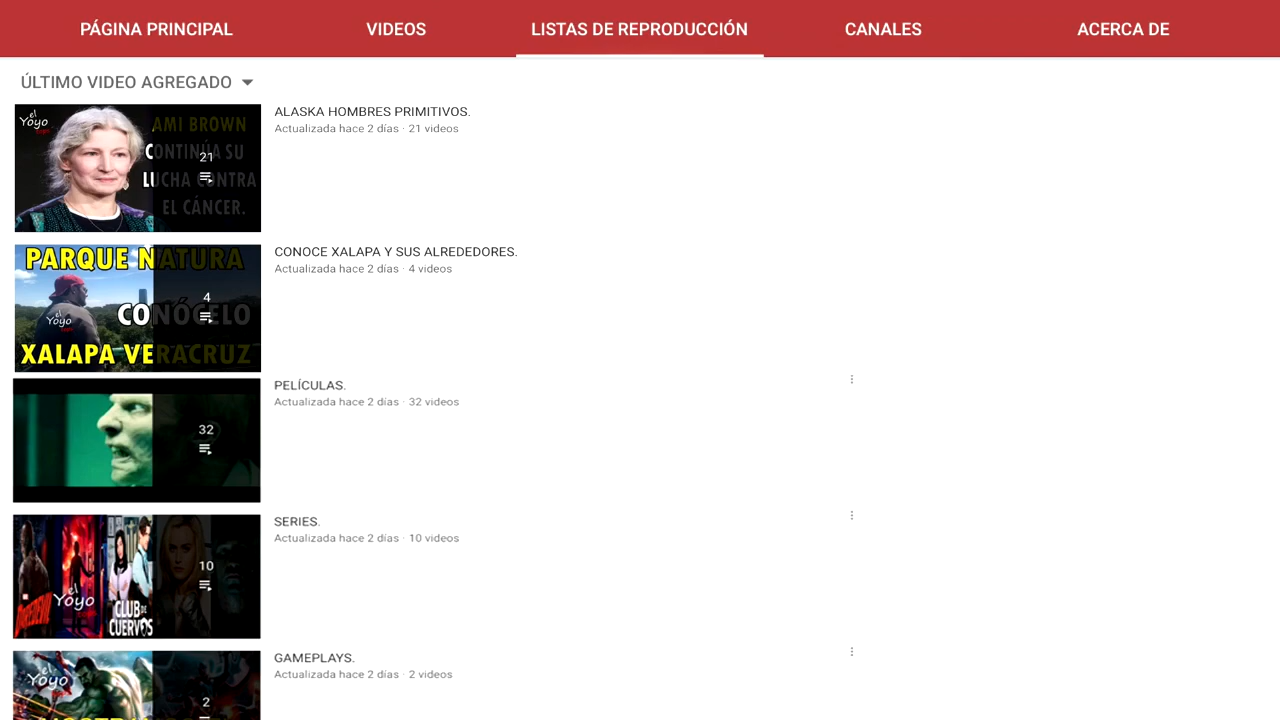 PÁGINA PRINCIPAL VIDEOS LISTAS DE REPRODUCCIÓN CANALES ACERCA DE
ÚLTIMO VIDEO AGREGADO
el
Yoyo
AMI BROWN
CONTINÚA SU
LUCHA CONTRA
EL CÁNCER.
21
ALASKA HOMBRES PRIMITIVOS.
Actualizada hace 2 días · 21 videos
PARQUE NATURA
CONÓCELO
el
Yoyo
XALAPA VERACRUZ
4
CONOCE XALAPA Y SUS ALREDEDORES.
Actualizada hace 2 días · 4 videos
32
PELÍCULAS.
Actualizada hace 2 días · 32 videos
DAREDEVIL
el
Yoyo
CLUB DE
CUERVOS
10
SERIES.
Actualizada hace 2 días · 10 videos
el
Yoyo
2
GAMEPLAYS.
Actualizada hace 2 días · 2 videos